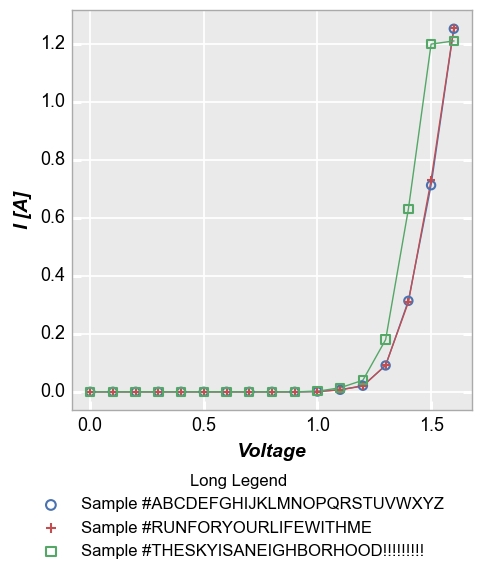 1.2
1.0
0.8
0.6
0.4
0.2
0.0
I [A]
0.0 0.5 1.0 1.5
Voltage
Long Legend
Sample #ABCDEFGHIJKLMNOPQRSTUVWXYZ
Sample #RUNFORYOURLIFEWITHME
Sample #THESKYISANEIGHBORHOOD!!!!!!!!!